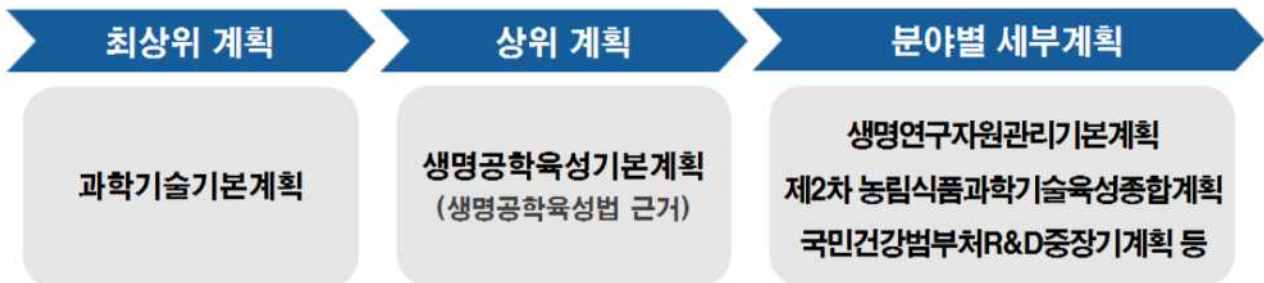 최상위 계획
상위 계획
분야별 세부계획
과학기술기본계획
생명공학육성기본계획
(생명공학육성법 근거)
생명연구자원관리기본계획
제2차 농림식품과학기술육성종합계획
국민건강범부처R&D중장기계획 등